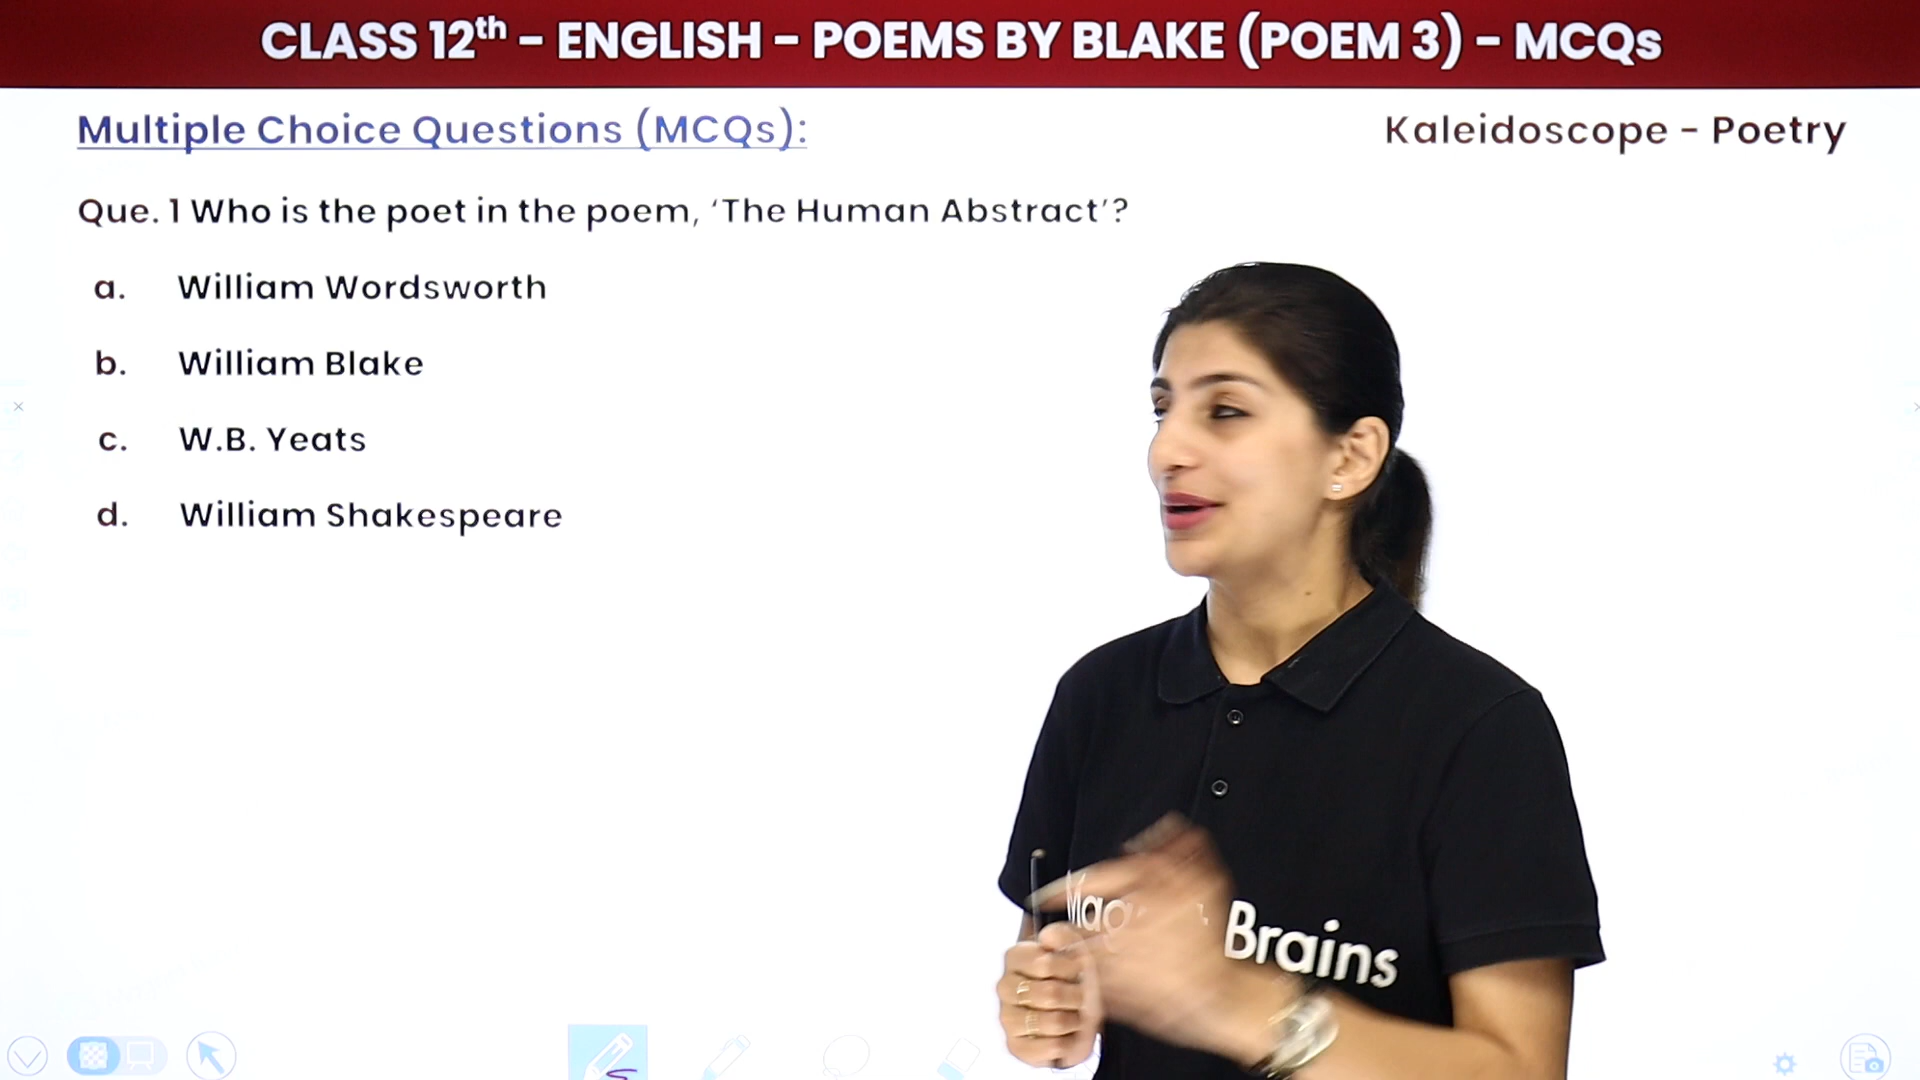 CLASS 12th - ENGLISH - POEMS BY BLAKE (POEM 3) - MCQs
Multiple Choice Questions (MCQs):
Kaleidoscope - Poetry
Que. 1 Who is the poet in the poem, ‘The Human Abstract’?
a. William Wordsworth
b. William Blake
c. W.B. Yeats
d. William Shakespeare
Brains